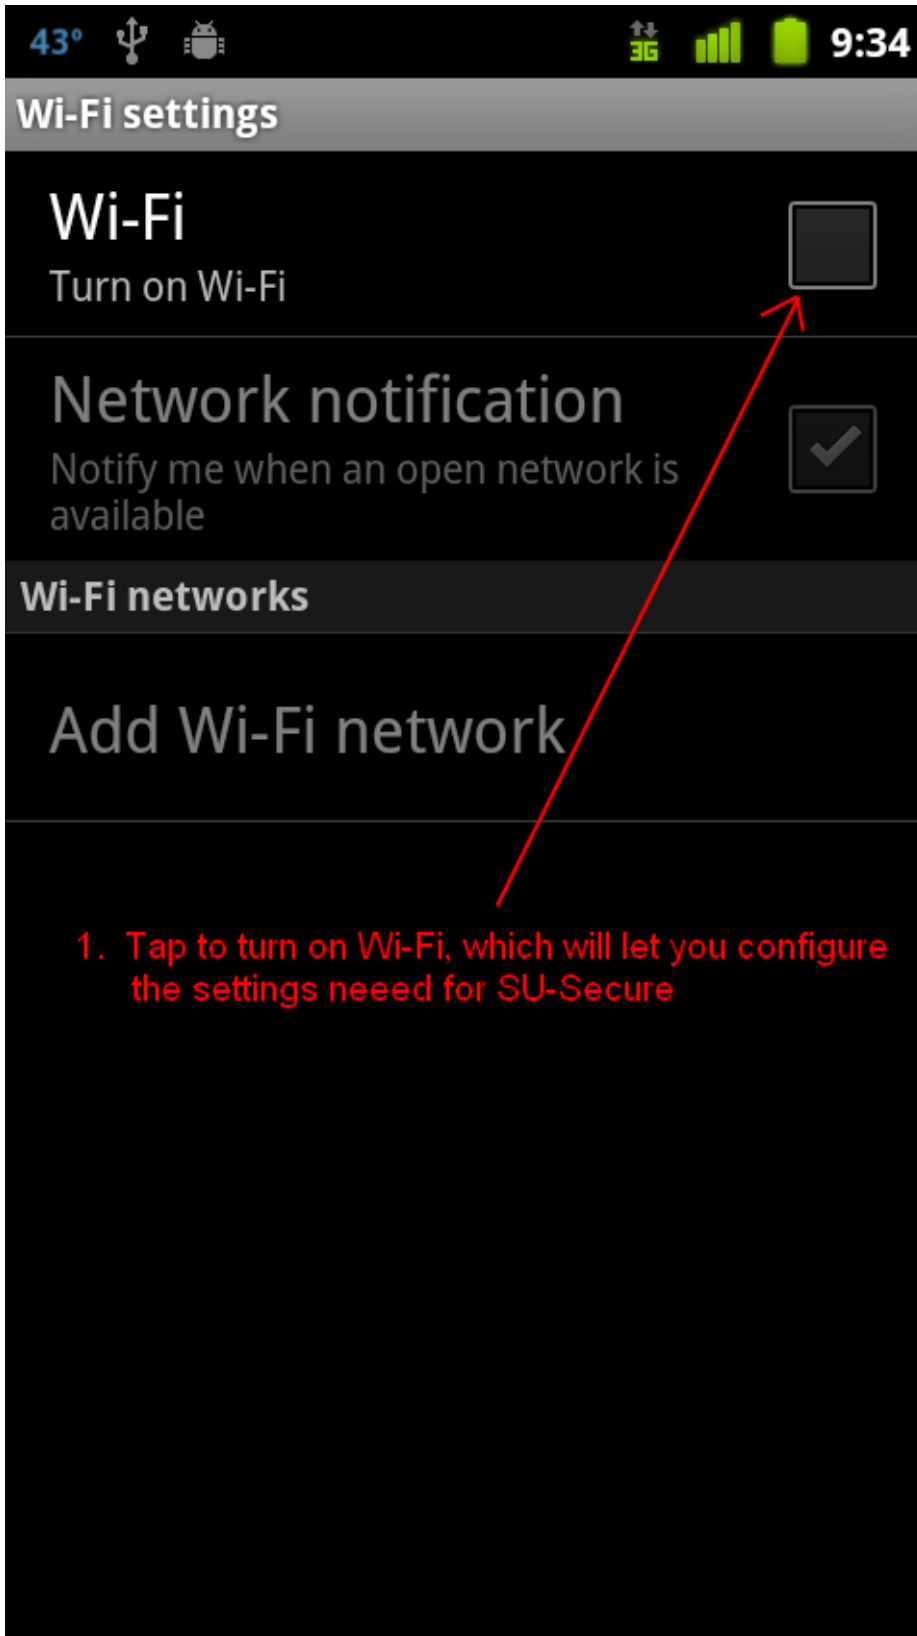 43° 3G 9:34
Wi-Fi settings
Wi-Fi
Turn on Wi-Fi
Network notification
Notify me when an open network is
available
Wi-Fi networks
Add Wi-Fi network
1. Tap to turn on Wi-Fi, which will let you configure
the settings neeed for SU-Secure